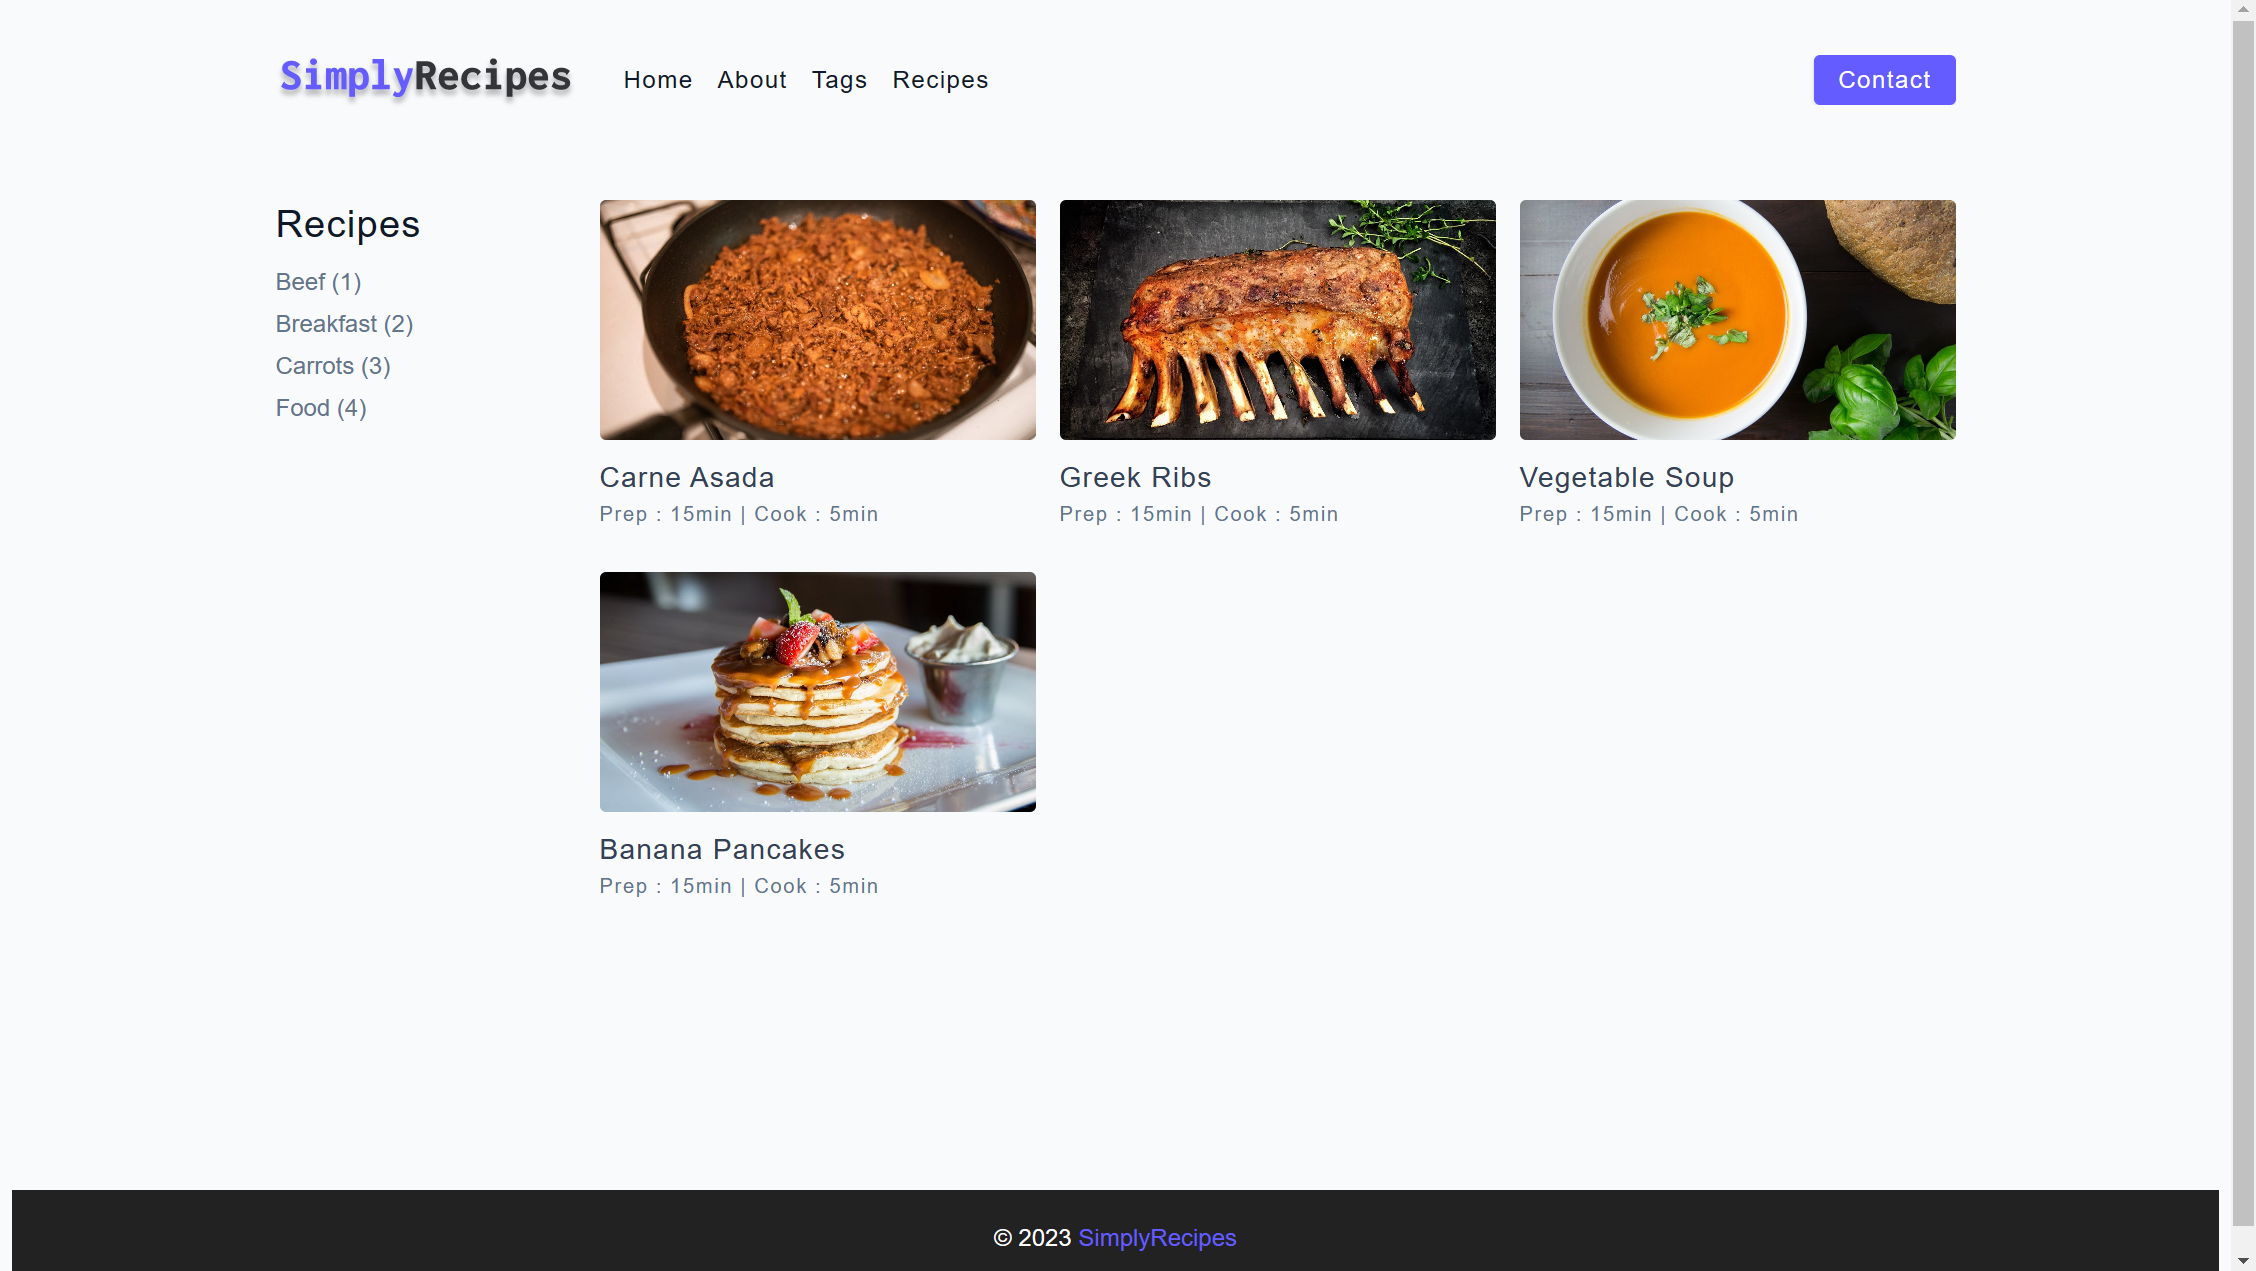 SimplyRecipes
Home About Tags Recipes
Contact
Recipes
Beef (1)
Breakfast (2)
Carrots (3)
Food (4)
Carne Asada
Prep : 15min | Cook : 5min
Greek Ribs
Prep : 15min | Cook : 5min
Vegetable Soup
Prep : 15min | Cook : 5min
Banana Pancakes
Prep : 15min | Cook : 5min
© 2023 SimplyRecipes